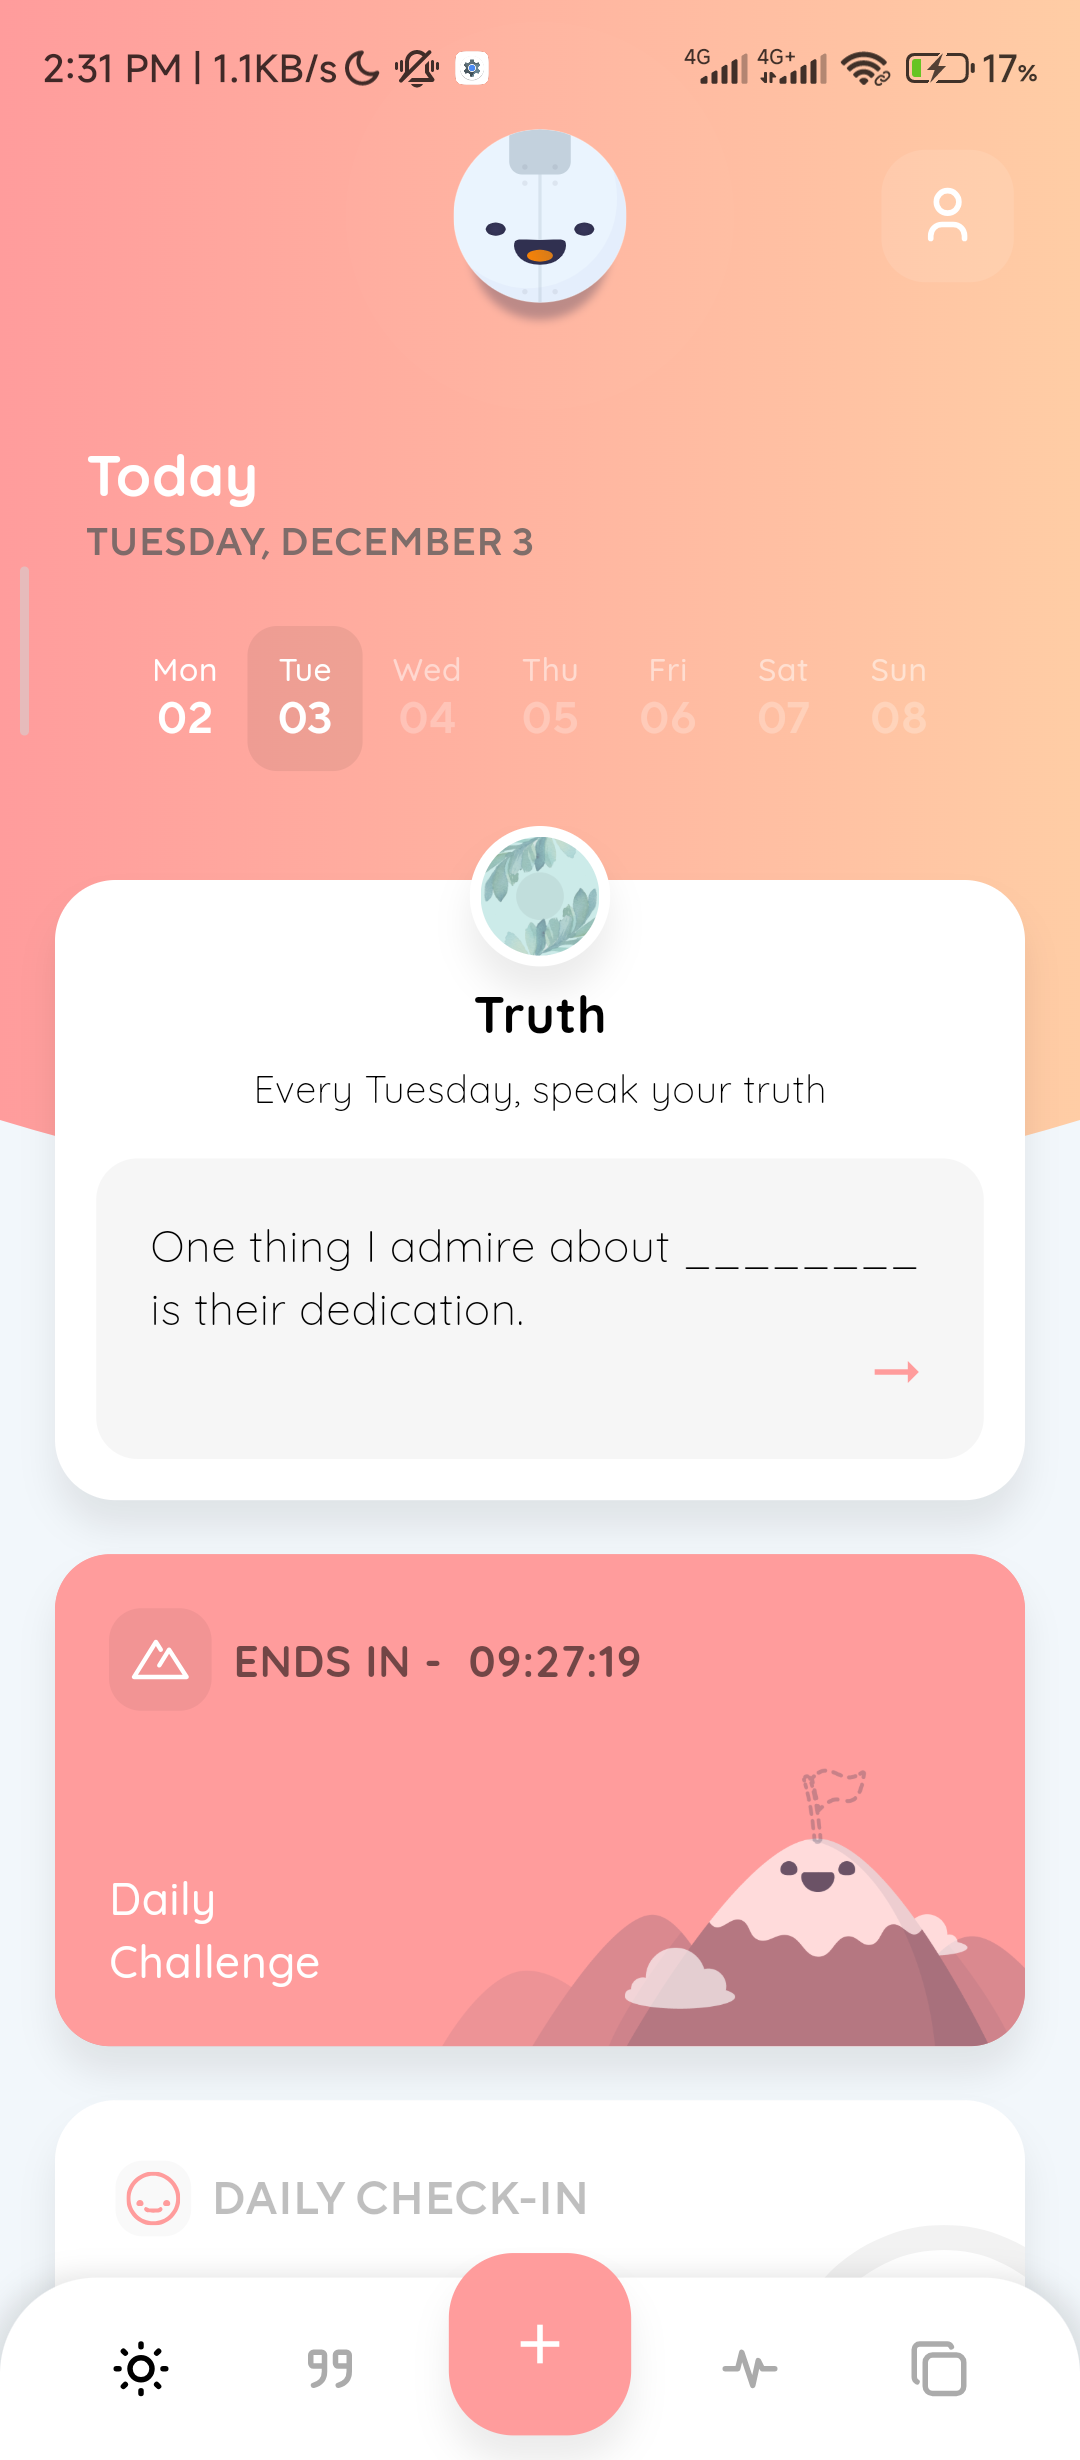 2:31 PM | 1.1KB/s 4G 4G+ 17%
Today
TUESDAY, DECEMBER 3
Mon Tue Wed Thu Fri Sat Sun
02 03 04 05 06 07 08
Truth
Every Tuesday, speak your truth
One thing I admire about ________
is their dedication.
ENDS IN - 09:27:19
Daily
Challenge
DAILY CHECK-IN